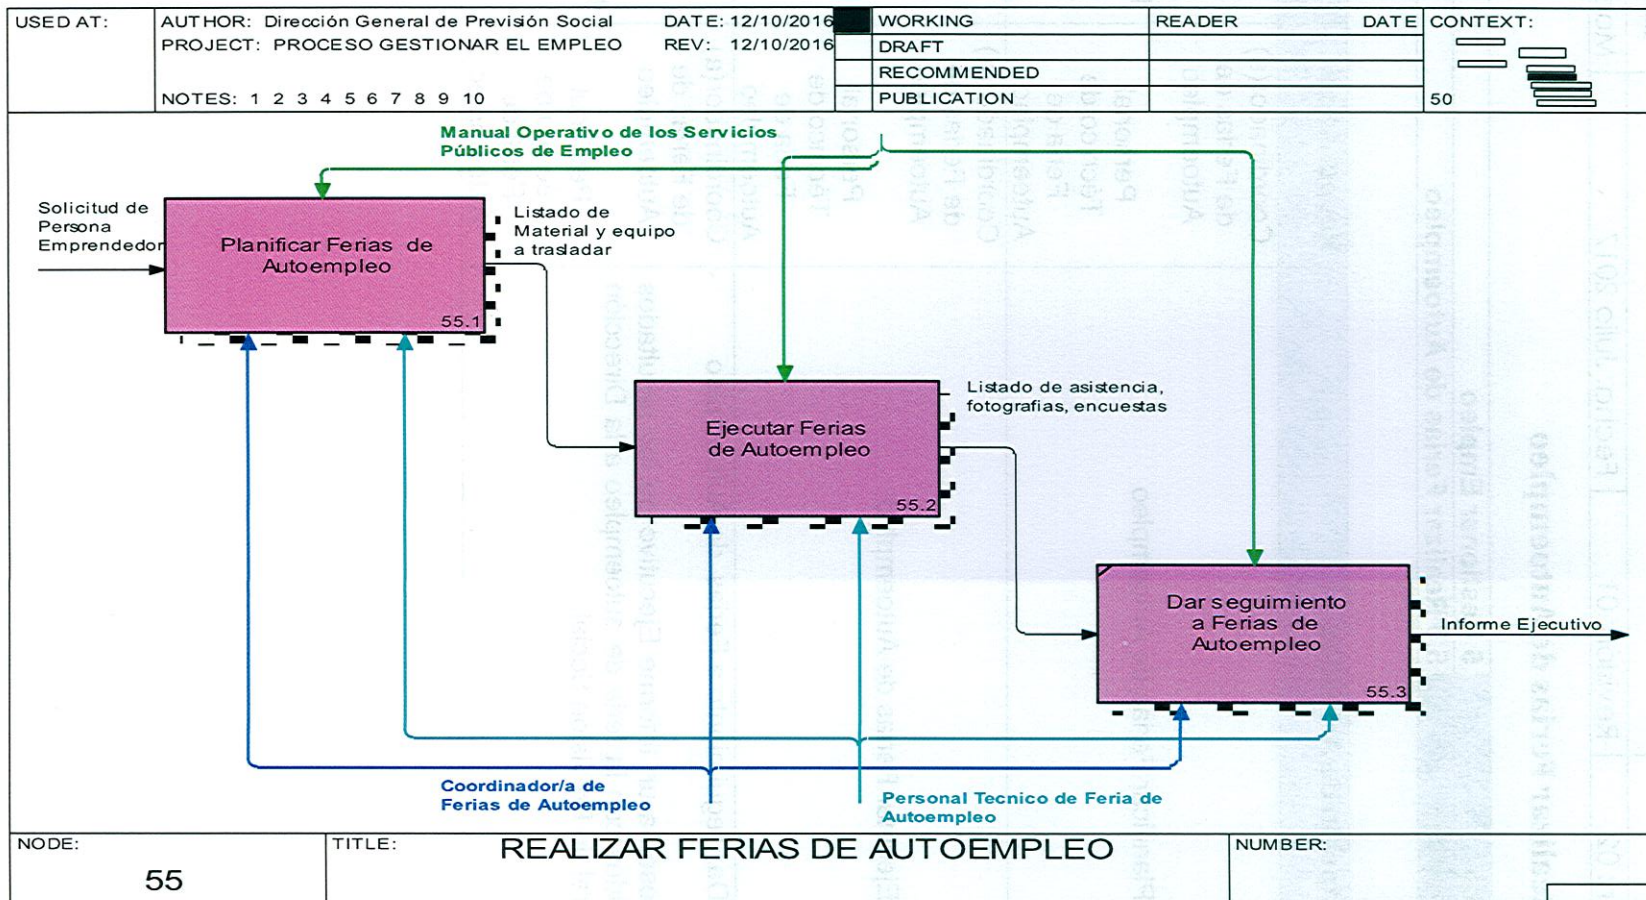 USED AT:
AUTHOR: Dirección General de Previsión Social
DATE: 12/10/2016
PROJECT: PROCESO GESTIONAR EL EMPLEO
REV: 12/10/2016
NOTES: 1 2 3 4 5 6 7 8 9 10
WORKING
DRAFT
RECOMMENDED
PUBLICATION
READER
DATE
CONTEXT:
50
Manual Operativo de los Servicios
Públicos de Empleo
Solicitud de
Persona
Emprendedor
Planificar Ferias de
Autoempleo
55.1
Listado de
Material y equipo
a trasladar
Ejecutar Ferias
de Autoempleo
55.2
Listado de asistencia,
fotografias, encuestas
Dar seguimiento
a Ferias de
Autoempleo
55.3
Informe Ejecutivo
Coordinador/a de
Ferias de Autoempleo
Personal Tecnico de Feria de
Autoempleo
NODE:
55
TITLE:
REALIZAR FERIAS DE AUTOEMPLEO
NUMBER: